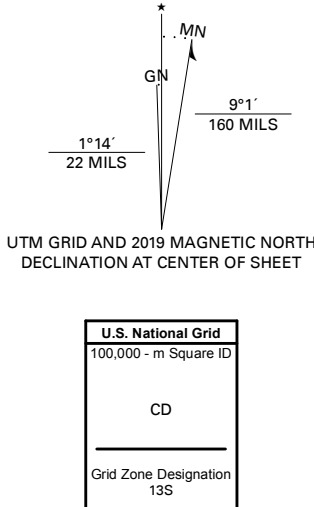 ★
MN
GN
9°1´
160 MILS
1°14´
22 MILS
UTM GRID AND 2019 MAGNETIC NORTH
DECLINATION AT CENTER OF SHEET
U.S. National Grid
100,000 - m Square ID
CD
Grid Zone Designation
13S